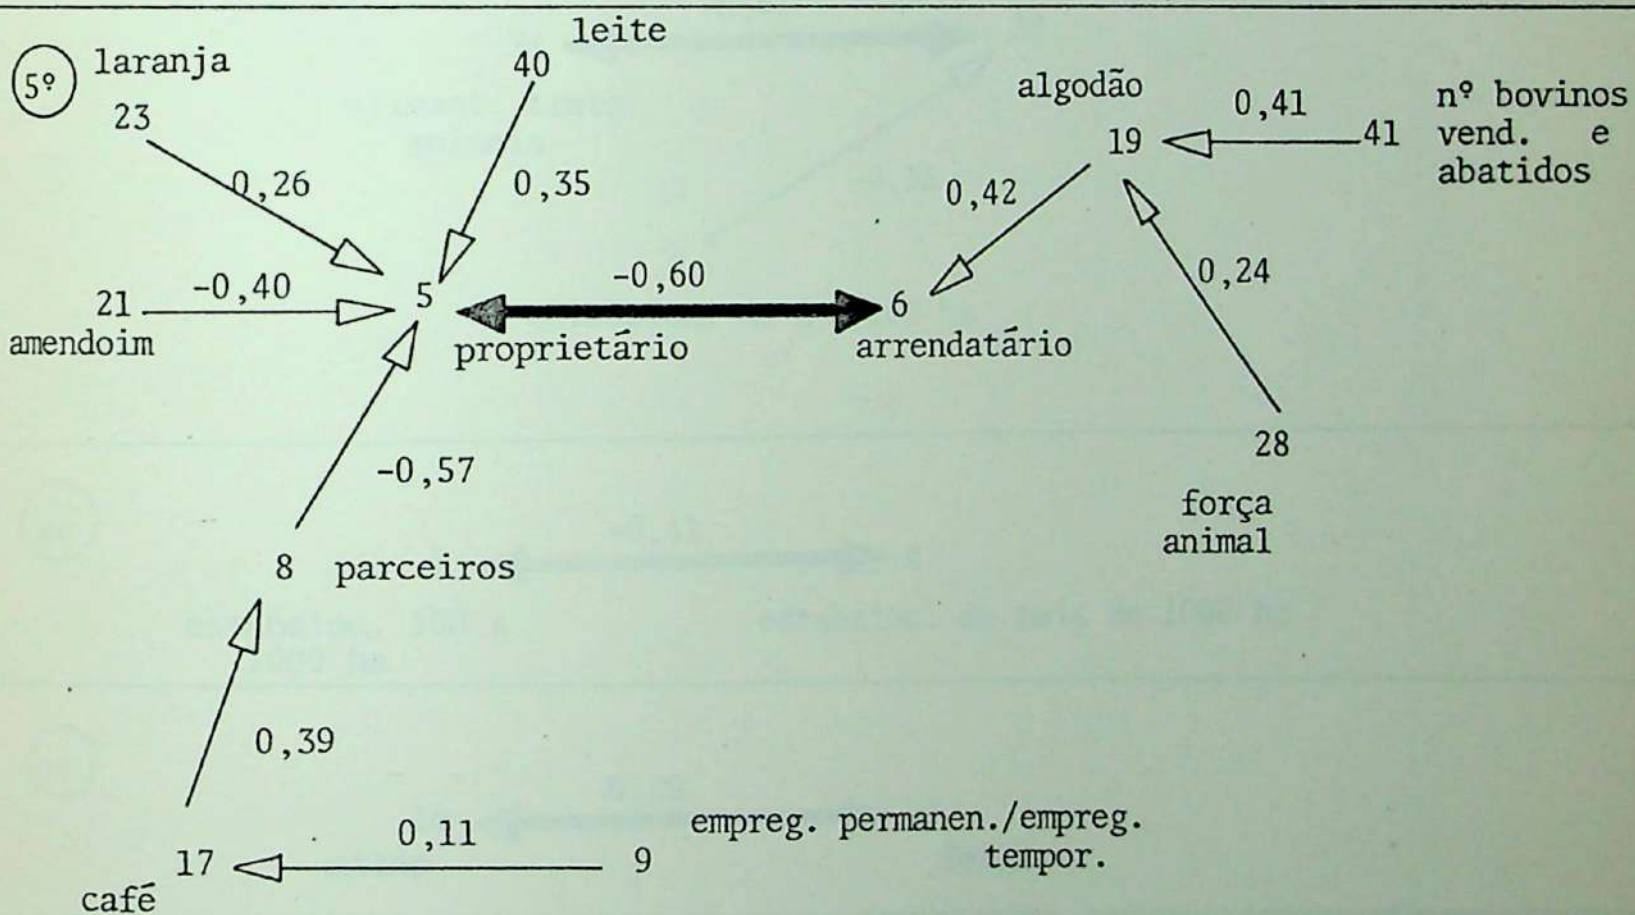 5º
laranja
23
leite
40
algodão
19
0,41
41
nº bovinos
vend. e
abatidos
0,26
0,35
0,42
0,24
21
amendoim
-0,40
5
proprietário
-0,60
6
arrendatário
28
força
animal
-0,57
8 parceiros
0,39
17
café
0,11
9
empreg. permanen./empreg.
tempor.